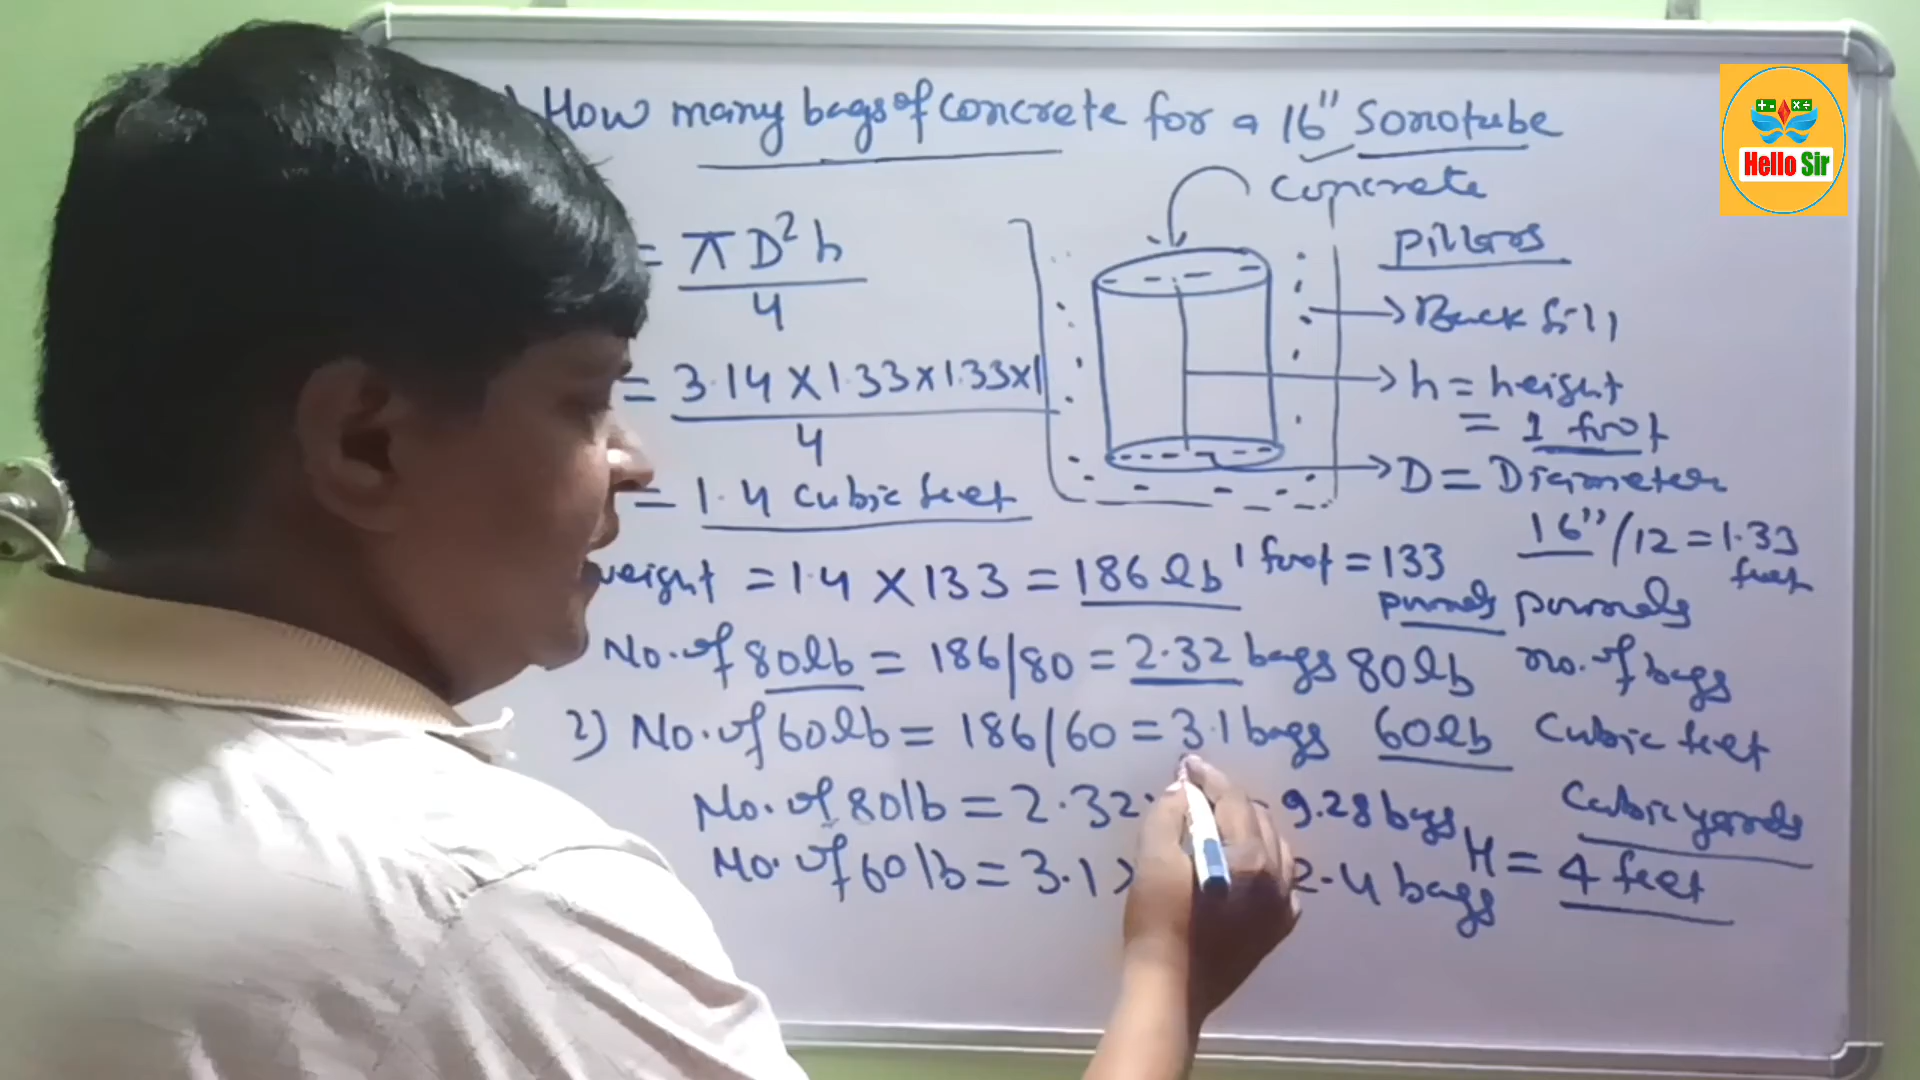 How many bags of concrete for a 16" Sonotube
Concrete
= πD²h
4
= 3.14 X 1.33 x 1.33 x 1
4
= 1.4 cubic feet
pillars
Back fill
h = height
= 1 foot
D = Diameter
16"/12 = 1.33
feet
weight = 1.4 X 133 = 186 lb
1 foot = 133
pounds pounds
No. of 80lb = 186/80 = 2.32 bags
80lb
no. of bags
2) No. of 60lb = 186/60 = 3.1 bags
60lb
Cubic feet
No. of 80lb = 2.32
9.28 bags
Cubic yards
No. of 60lb = 3.1
2.4 bags
H = 4 feet
+ - × ÷
Hello Sir